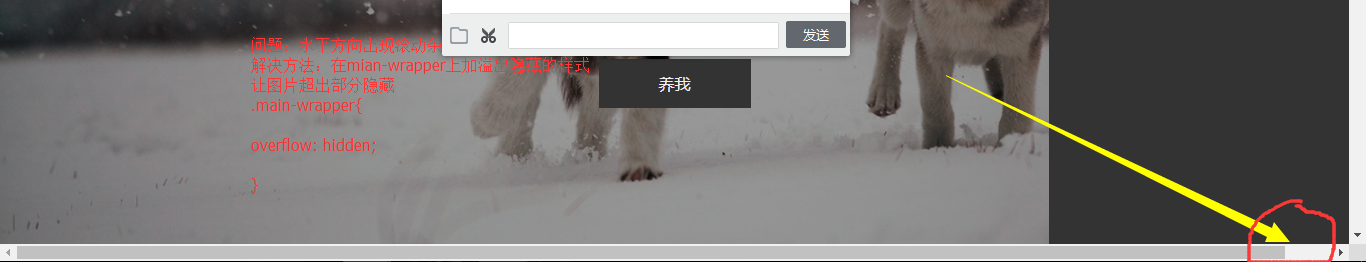 发送
问题：水平方向出现滚动条
解决方法：在mian-wrapper上加溢出隐藏的样式
让图片超出部分隐藏
.main-wrapper{
overflow: hidden;
}
养我